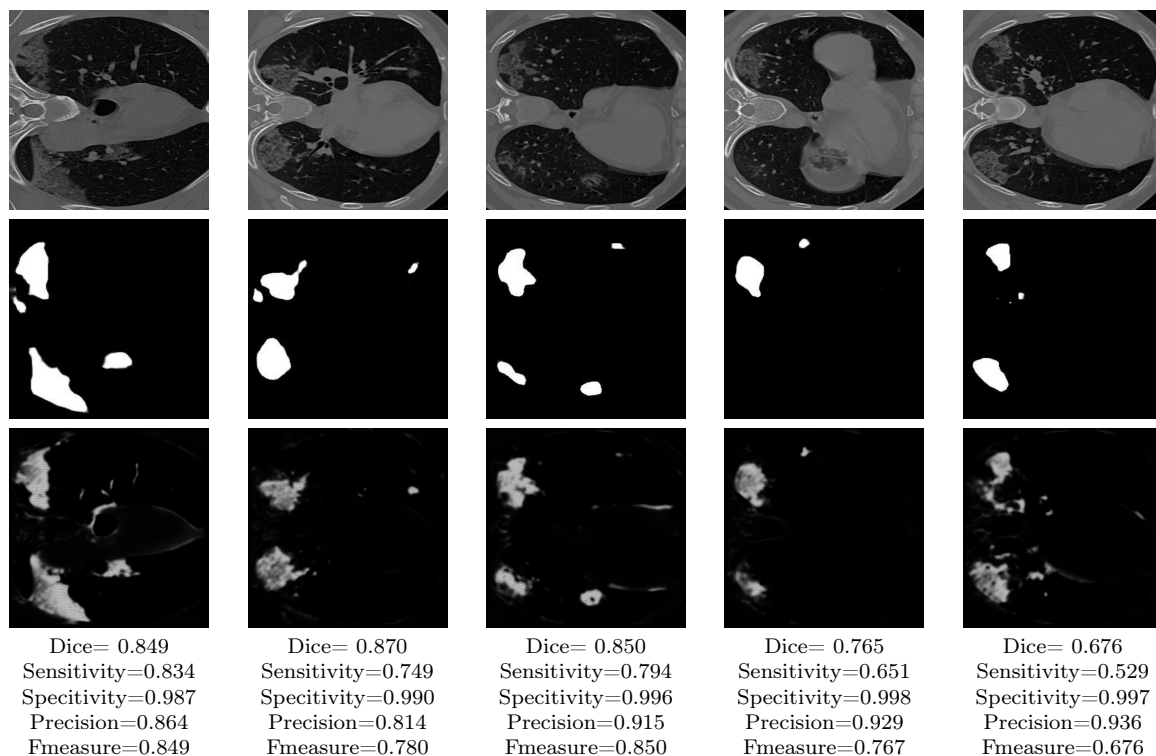 Dice= 0.849
Sensitivity=0.834
Specitivity=0.987
Precision=0.864
Fmeasure=0.849
Dice= 0.870
Sensitivity=0.749
Specitivity=0.990
Precision=0.814
Fmeasure=0.780
Dice= 0.850
Sensitivity=0.794
Specitivity=0.996
Precision=0.915
Fmeasure=0.850
Dice= 0.765
Sensitivity=0.651
Specitivity=0.998
Precision=0.929
Fmeasure=0.767
Dice= 0.676
Sensitivity=0.529
Specitivity=0.997
Precision=0.936
Fmeasure=0.676